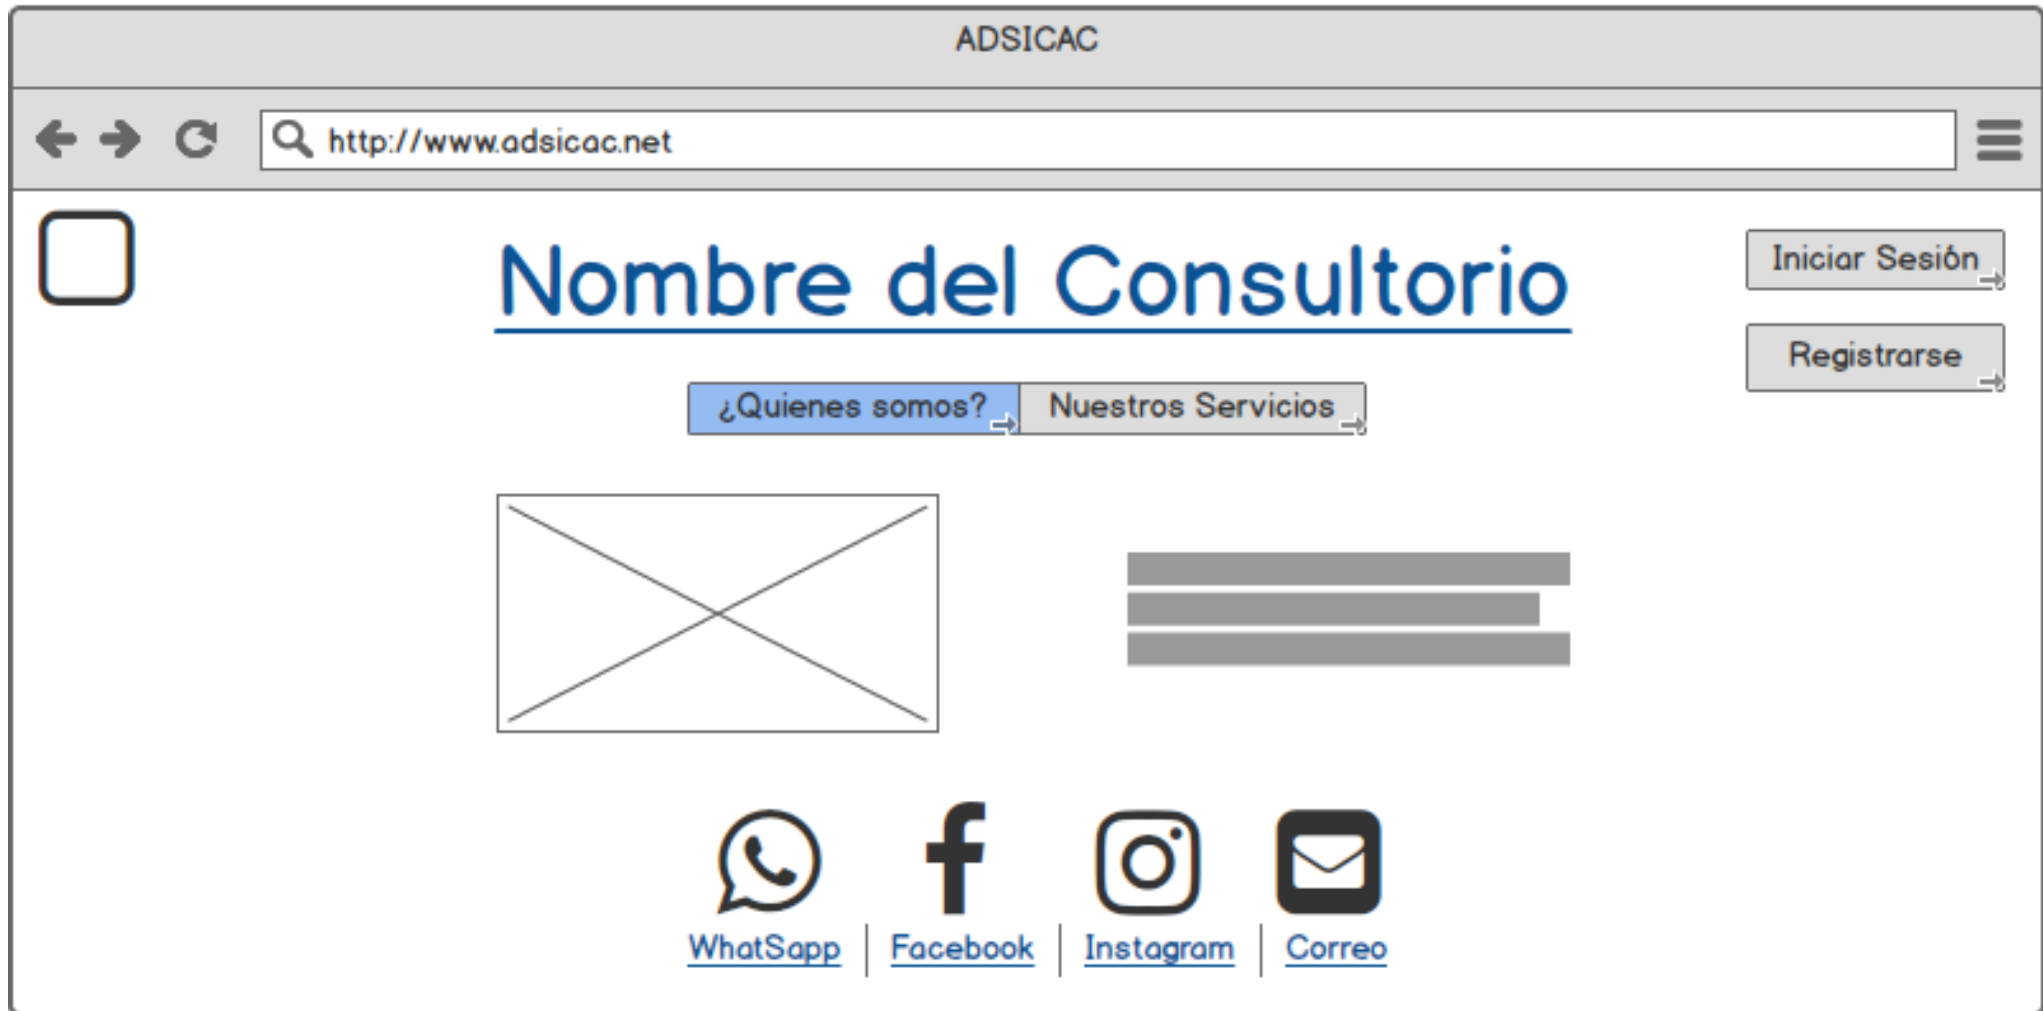 ADSICAC
http://www.adsicac.net
Nombre del Consultorio
Iniciar Sesión
Registrarse
¿Quienes somos? Nuestros Servicios
WhatSapp Facebook Instagram Correo